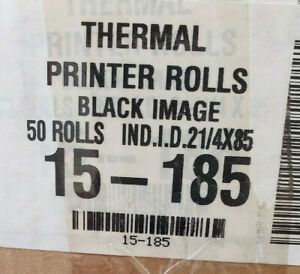 THERMAL
PRINTER ROLLS
BLACK IMAGE
50 ROLLS IND.I.D.21/4X85
15-185
15-185